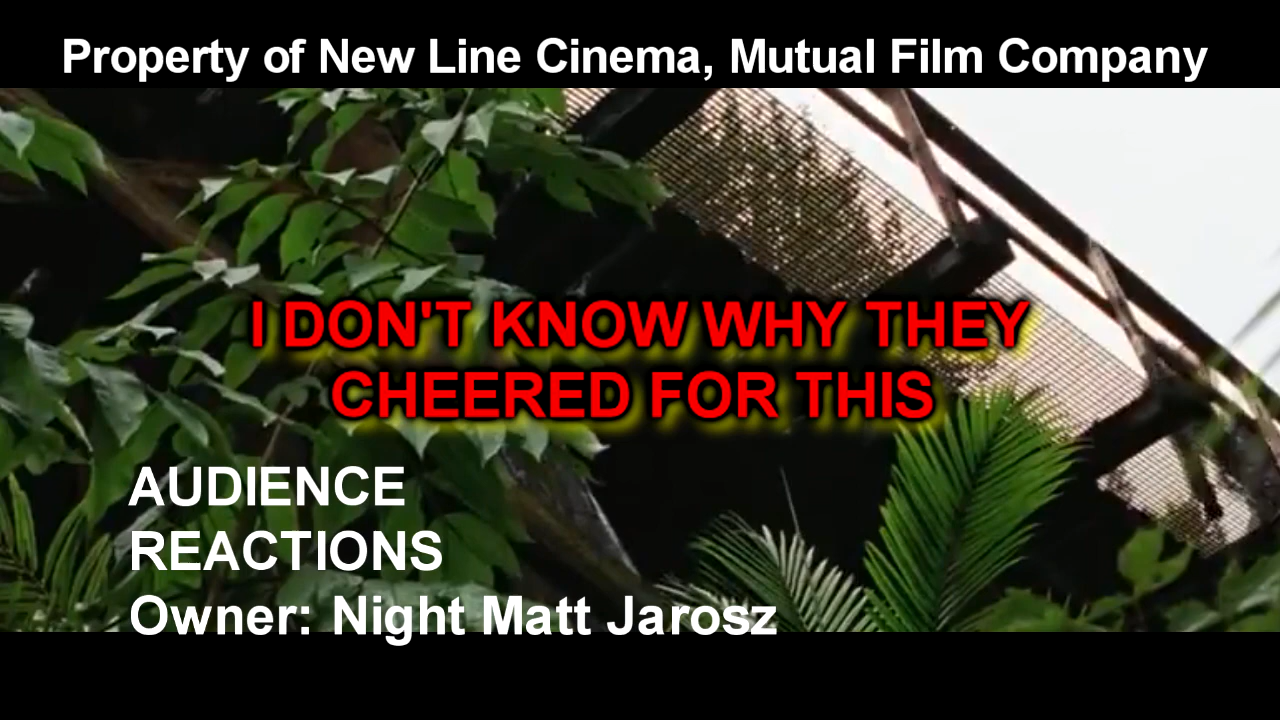 Property of New Line Cinema, Mutual Film Company
I DON'T KNOW WHY THEY
CHEERED FOR THIS
AUDIENCE
REACTIONS
Owner: Night Matt Jarosz